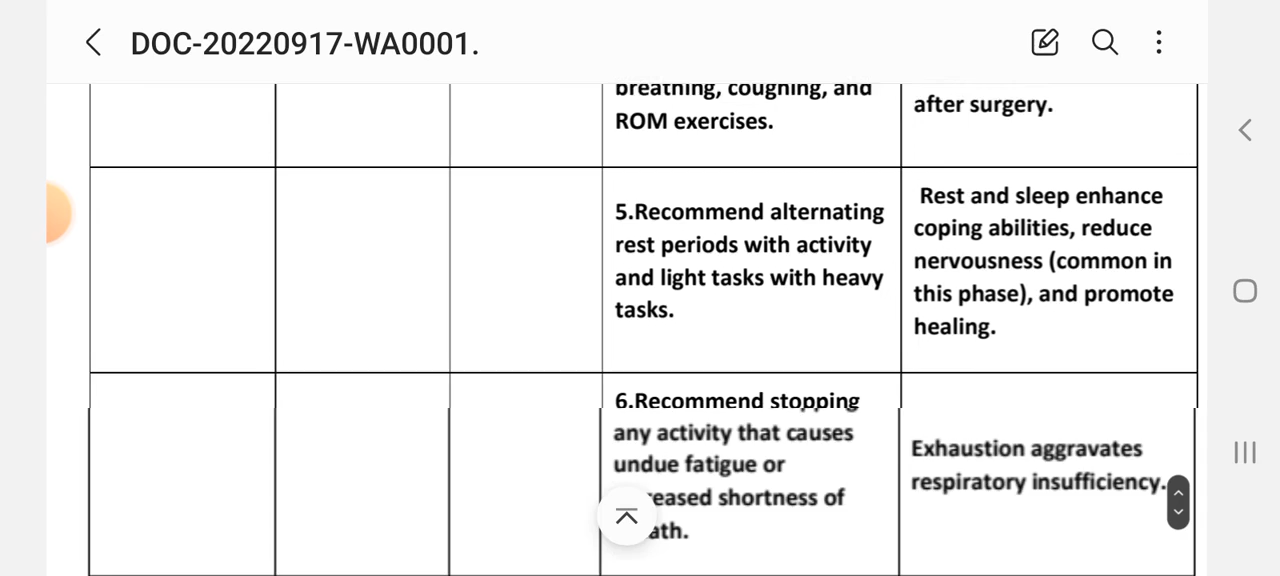 DOC-20220917-WA0001.
breathing, coughing, and
ROM exercises.
after surgery.
5.Recommend alternating
rest periods with activity
and light tasks with heavy
tasks.
Rest and sleep enhance
coping abilities, reduce
nervousness (common in
this phase), and promote
healing.
6.Recommend stopping
any activity that causes
undue fatigue or
eased shortness of
ath.
Exhaustion aggravates
respiratory insufficiency.